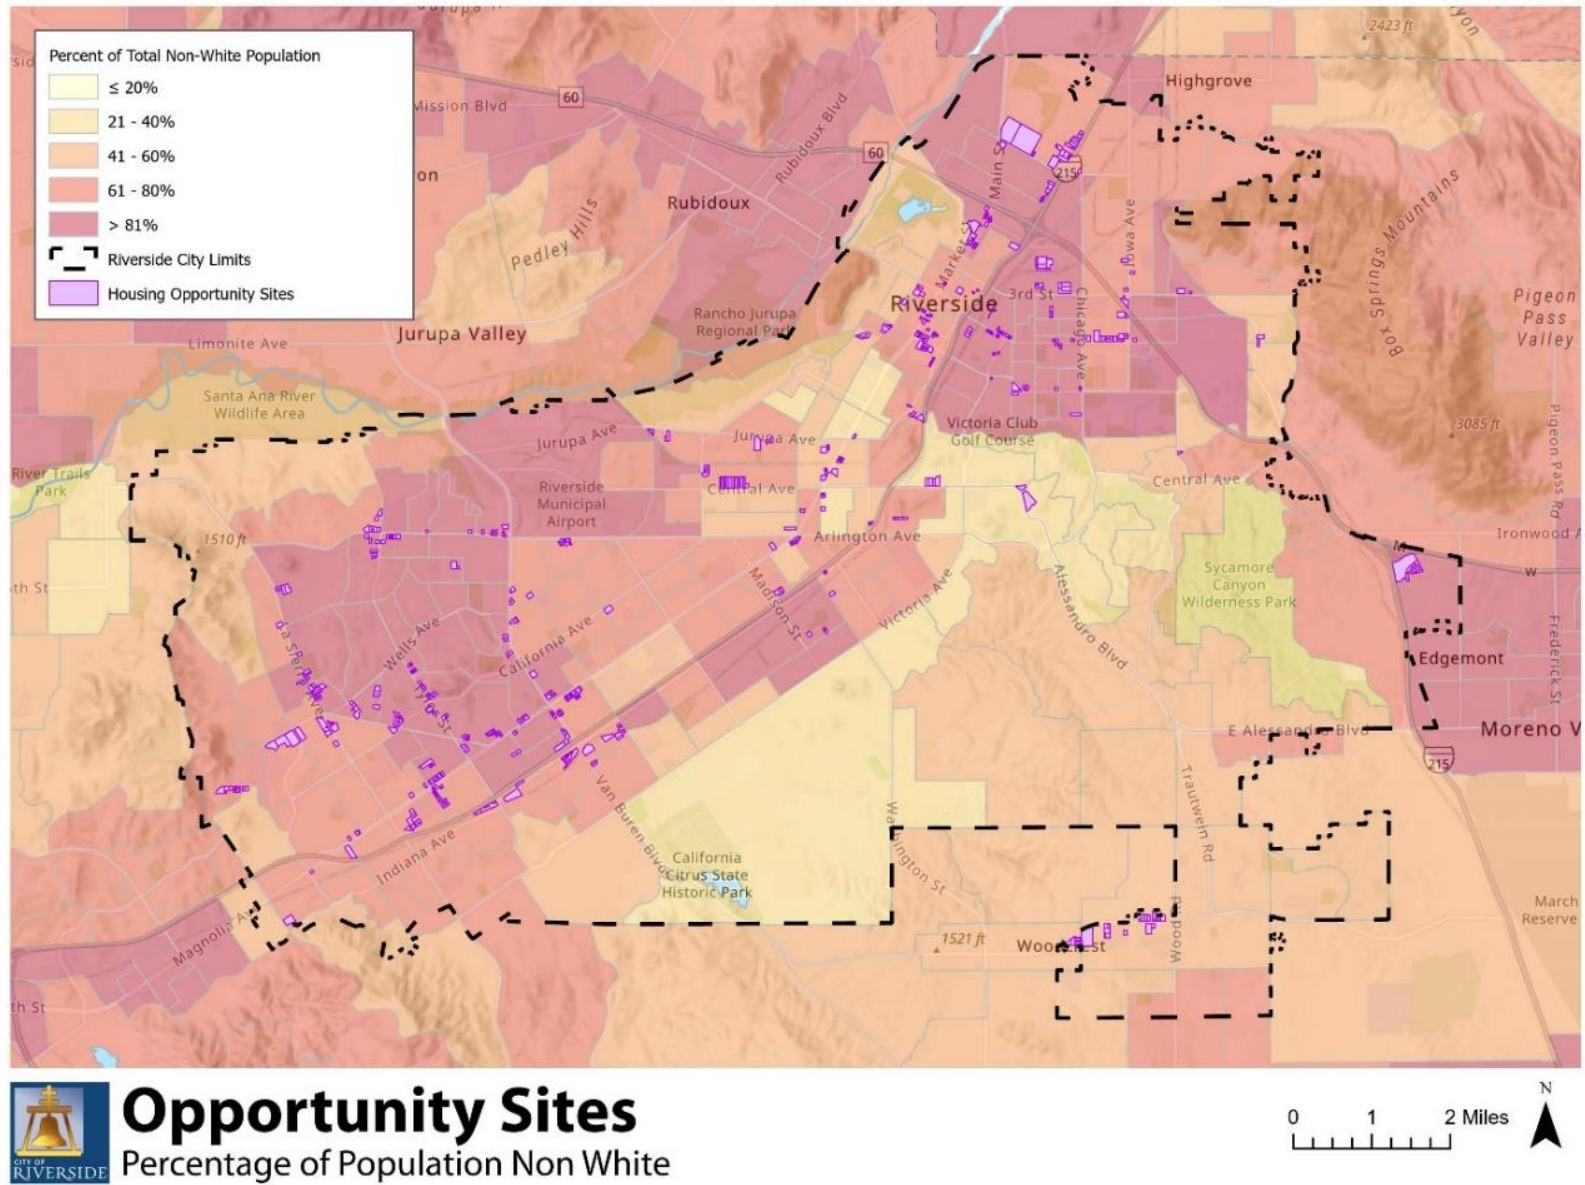 Percent of Total Non-White Population
≤ 20%
21 - 40%
41 - 60%
61 - 80%
> 81%
Riverside City Limits
Housing Opportunity Sites
2423 ft
Highgrove
60
Mission Blvd
Rubidoux Blvd
60
Main S
215
on
Rubidoux
Pedley Hills
Market S
Iowa Ave
Box Springs Mountains
Riverside
3rd St
Chicago Ave
Pigeon
Pass
Valley
Rancho Jurupa
Regional Park
Jurupa Valley
Limonite Ave
Santa Ana River
Wildlife Area
Jurupa Ave
Jurupa Ave
Victoria Club
Golf Course
3085 ft
Pigeon Pass Rd
River Trails
Park
Riverside
Municipal
Airport
Central Ave
Central Ave
1510 ft
Arlington Ave
Ironwood A
W
Sycamore
Canyon
Wilderness Park
Madison St
Victoria Ave
Alessandro Blvd
Frederick St
La Sierra Ave
Wells Ave
California Ave
Tyler St
Edgemont
E Alessandro Blvd
Moreno V
215
Van Buren Blvd
Trautwein Rd
Washington St
Indiana Ave
California
Citrus State
Historic Park
March
Reserve
Magnolia Av
1521 ft
Woodcrest
th St
Opportunity Sites
Percentage of Population Non White
CITY OF
RIVERSIDE
0 1 2 Miles
N